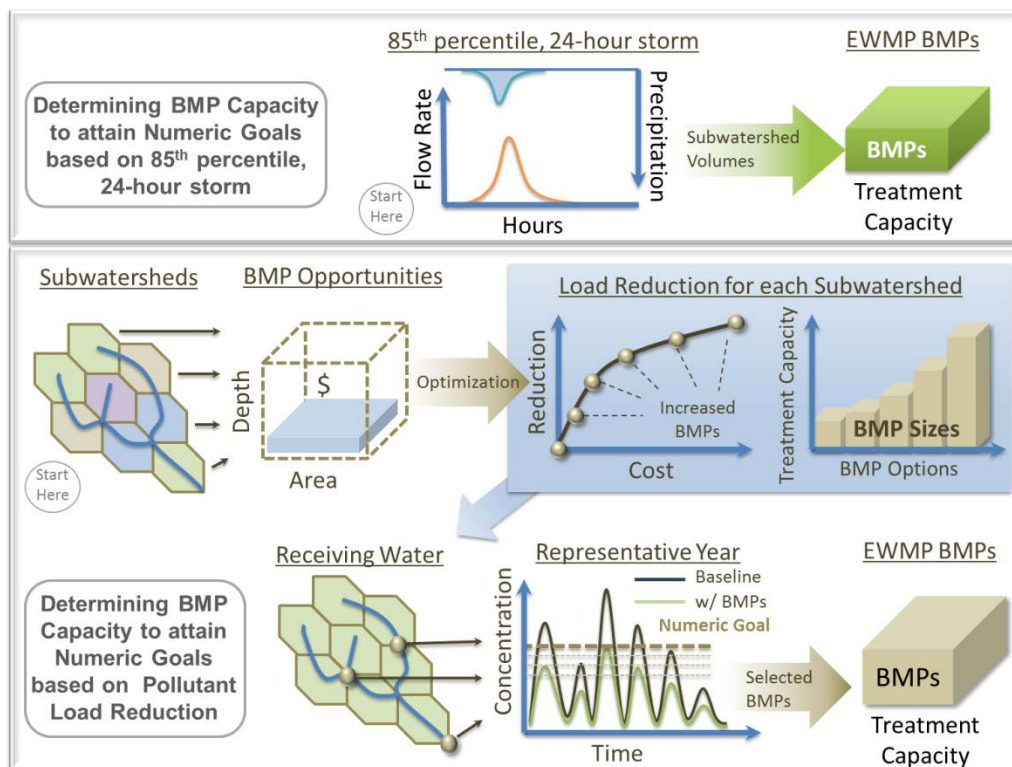 85th percentile, 24-hour storm
EWMP BMPs
Determining BMP Capacity
to attain Numeric Goals
based on 85th percentile,
24-hour storm
Start
Here
Flow Rate
Precipitation
Hours
Subwatershed
Volumes
BMPs
Treatment
Capacity
Subwatersheds
BMP Opportunities
Load Reduction for each Subwatershed
Start
Here
Depth
$
Area
Optimization
Reduction
Increased
BMPs
Cost
Treatment Capacity
BMP Sizes
BMP Options
Determining BMP
Capacity to attain
Numeric Goals
based on Pollutant
Load Reduction
Receiving Water
Representative Year
Baseline
w/ BMPs
Numeric Goal
Concentration
Time
Selected
BMPs
EWMP BMPs
BMPs
Treatment
Capacity